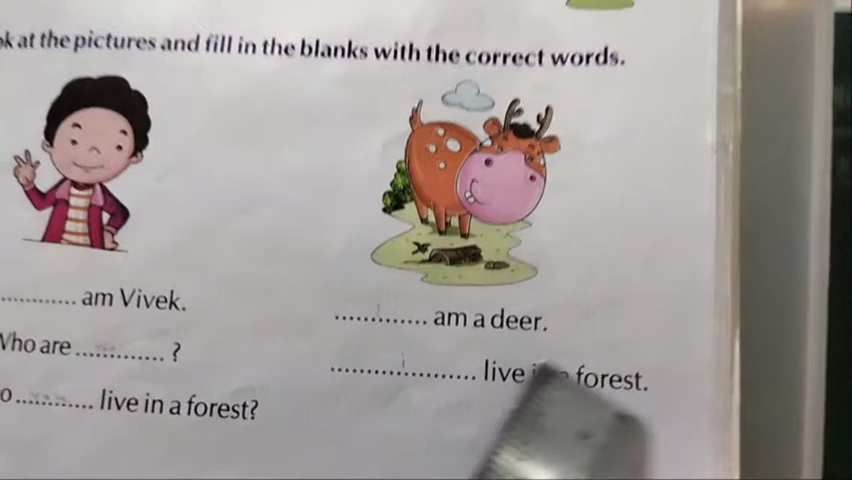 at the pictures and fill in the blanks with the correct words.
............ am Vivek.
Who are ............. ?
............ live in a forest?
............. am a deer.
.................... live forest.